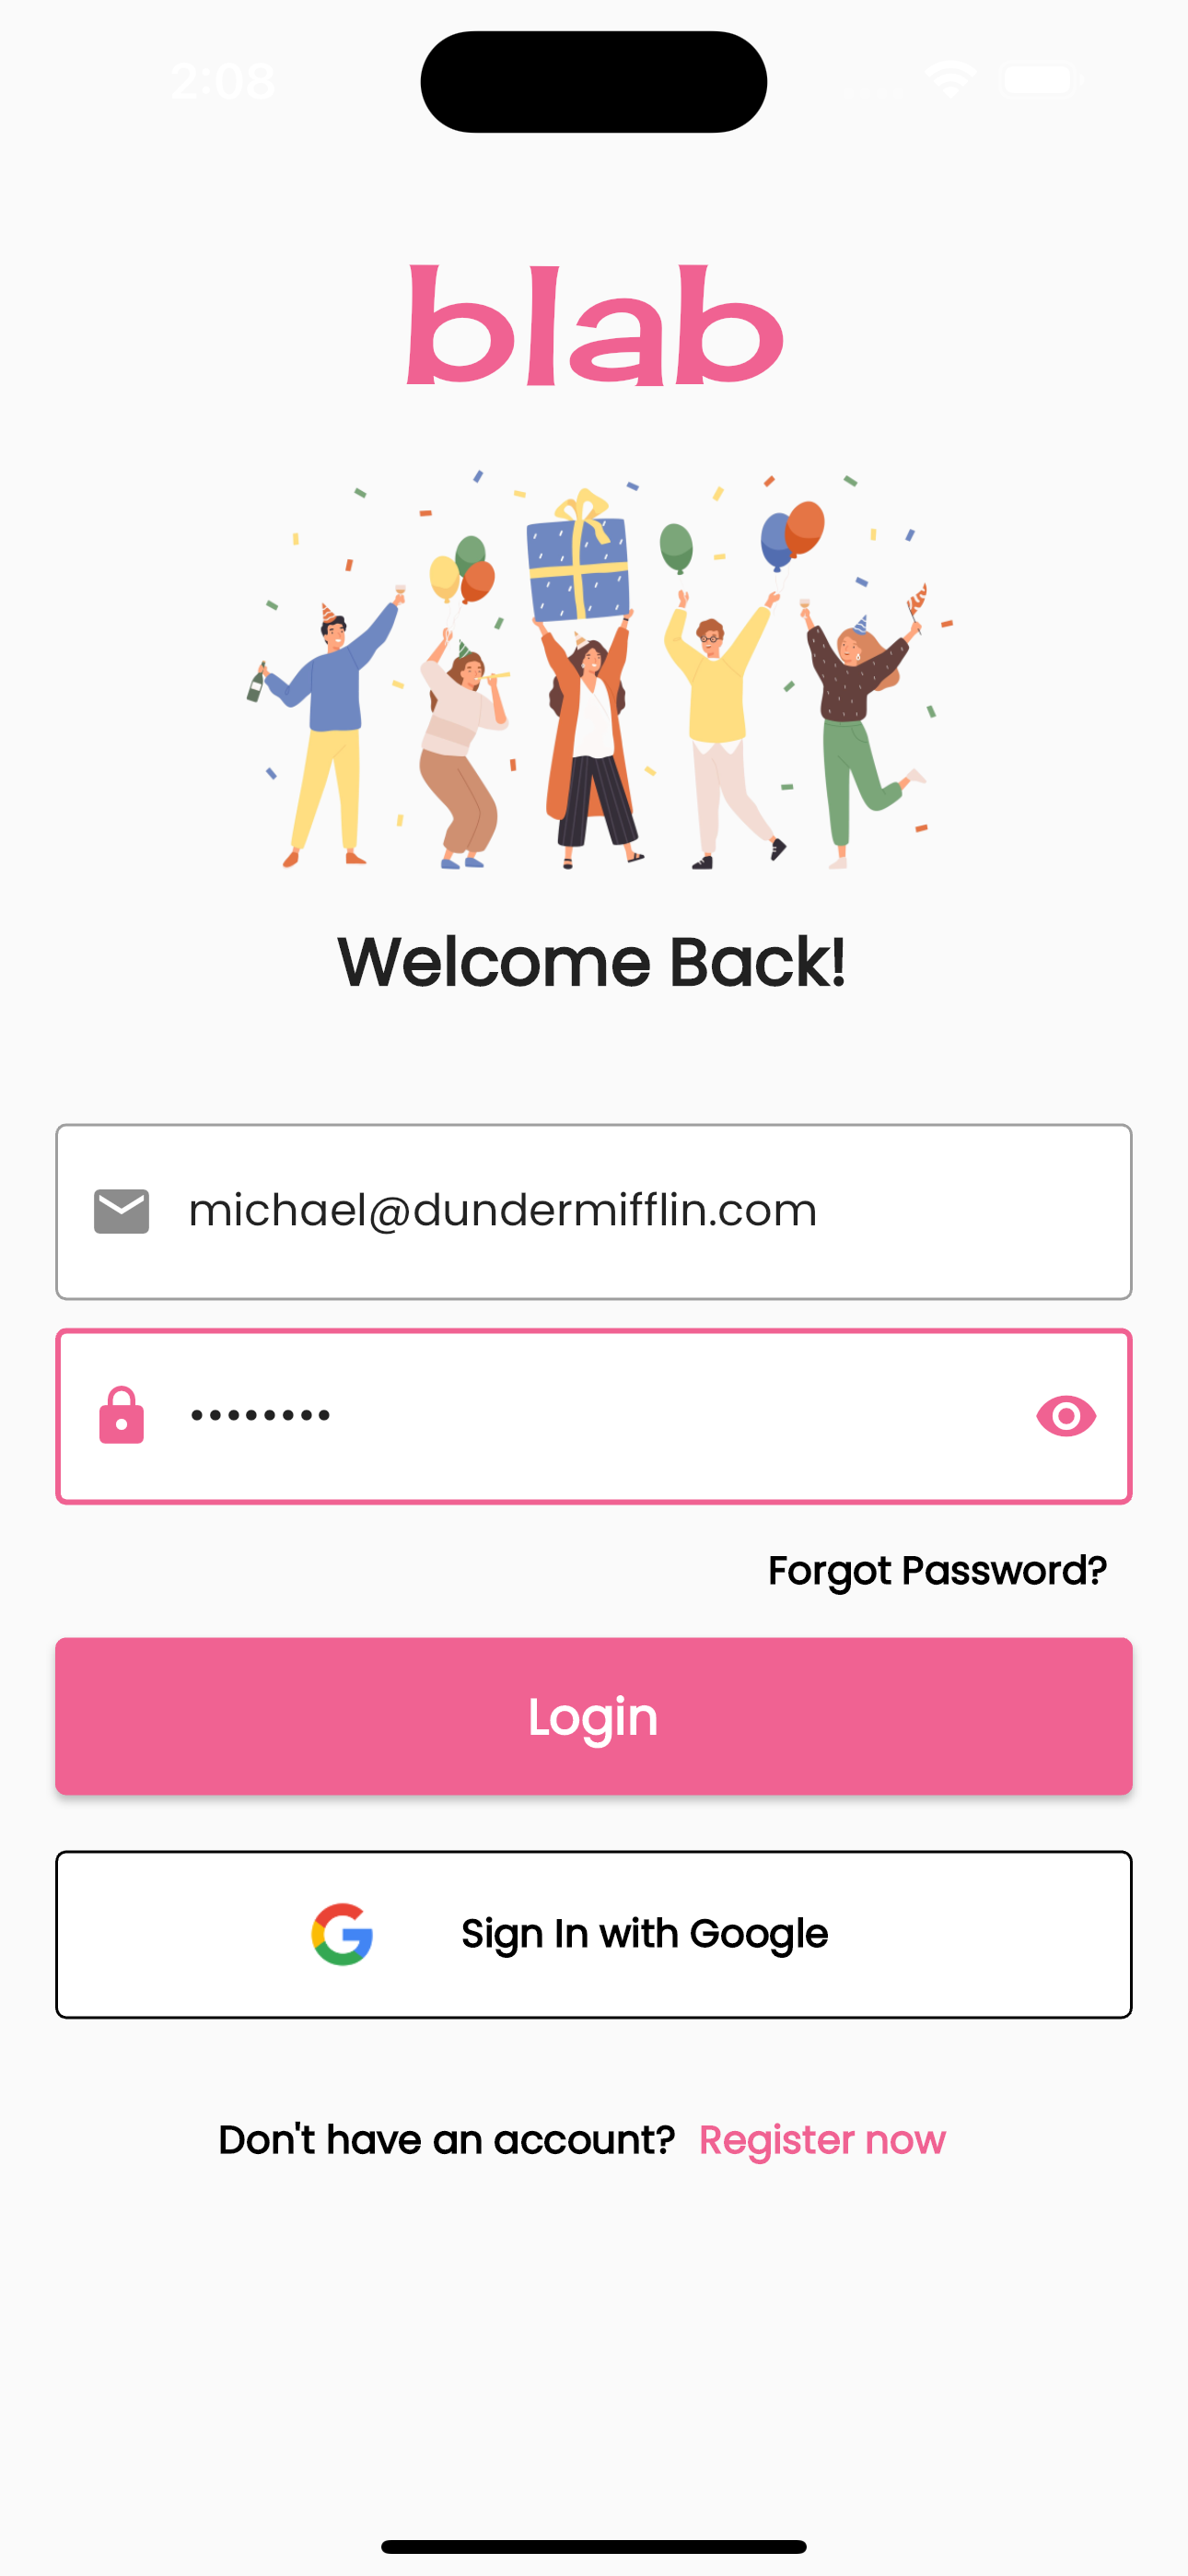 2:08
blab
Welcome Back!
michael@dundermifflin.com
••••••••
Forgot Password?
Login
Sign In with Google
Don't have an account? Register now